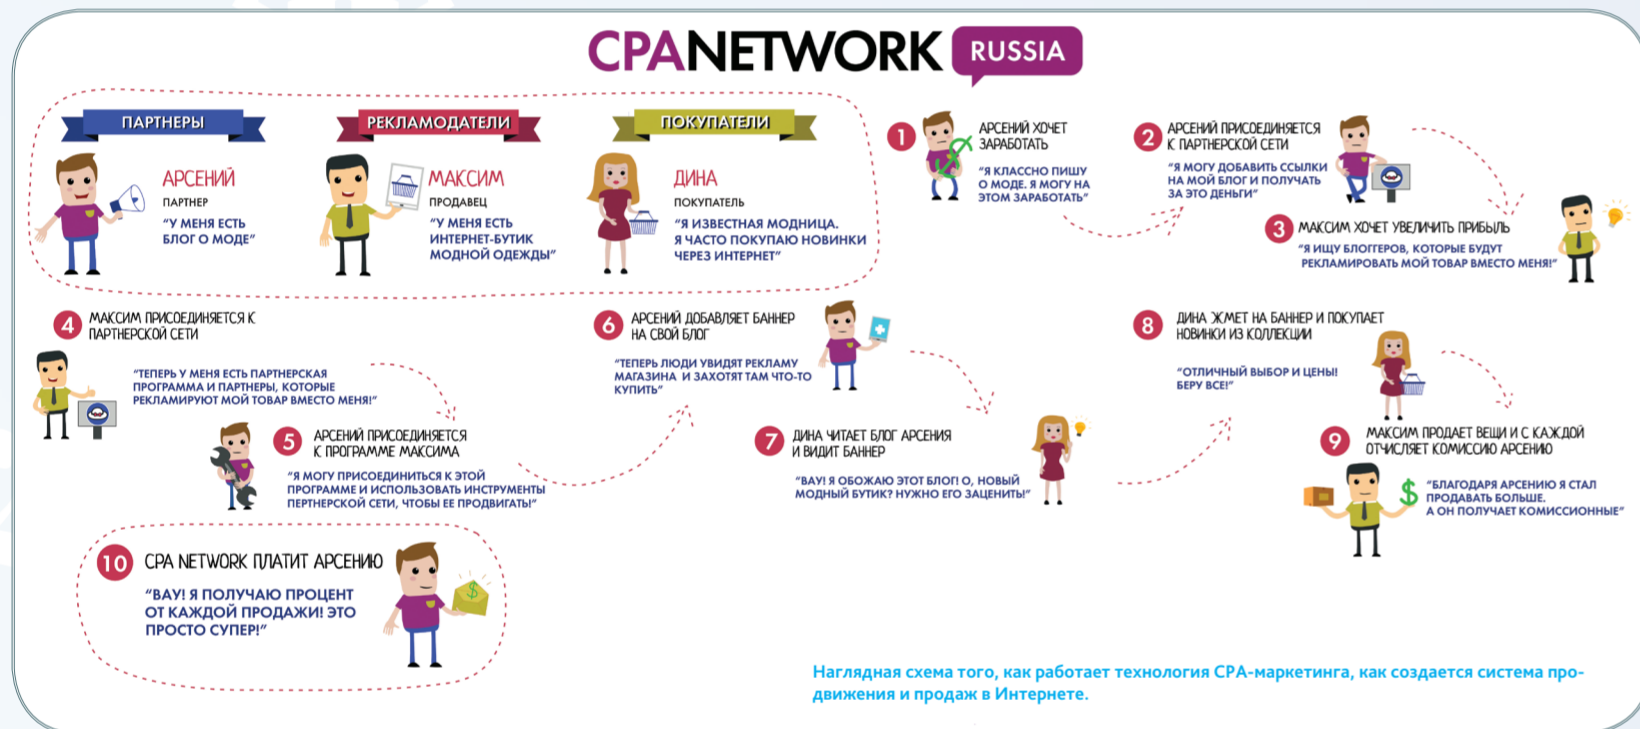 CPANETWORK RUSSIA
ПАРТНЕРЫ
АРСЕНИЙ
ПАРТНЕР
“У МЕНЯ ЕСТЬ
БЛОГ О МОДЕ”
РЕКЛАМОДАТЕЛИ
МАКСИМ
ПРОДАВЕЦ
“У МЕНЯ ЕСТЬ
ИНТЕРНЕТ-БУТИК
МОДНОЙ ОДЕЖДЫ”
ПОКУПАТЕЛИ
ДИНА
ПОКУПАТЕЛЬ
“Я ИЗВЕСТНАЯ МОДНИЦА.
Я ЧАСТО ПОКУПАЮ НОВИНКИ
ЧЕРЕЗ ИНТЕРНЕТ”
1 АРСЕНИЙ ХОЧЕТ
ЗАРАБОТАТЬ
“Я КЛАССНО ПИШУ
О МОДЕ. Я МОГУ НА
ЭТОМ ЗАРАБОТАТЬ”
2 АРСЕНИЙ ПРИСОЕДИНЯЕТСЯ
К ПАРТНЕРСКОЙ СЕТИ
“Я МОГУ ДОБАВИТЬ ССЫЛКИ
НА МОЙ БЛОГ И ПОЛУЧАТЬ
ЗА ЭТО ДЕНЬГИ”
3 МАКСИМ ХОЧЕТ УВЕЛИЧИТЬ ПРИБЫЛЬ
“Я ИЩУ БЛОГГЕРОВ, КОТОРЫЕ БУДУТ
РЕКЛАМИРОВАТЬ МОЙ ТОВАР ВМЕСТО МЕНЯ!”
4 МАКСИМ ПРИСОЕДИНЯЕТСЯ К
ПАРТНЕРСКОЙ СЕТИ
“ТЕПЕРЬ У МЕНЯ ЕСТЬ ПАРТНЕРСКАЯ
ПРОГРАММА И ПАРТНЕРЫ, КОТОРЫЕ
РЕКЛАМИРУЮТ МОЙ ТОВАР ВМЕСТО МЕНЯ!”
5 АРСЕНИЙ ПРИСОЕДИНЯЕТСЯ
К ПРОГРАММЕ МАКСИМА
“Я МОГУ ПРИСОЕДИНИТЬСЯ К ЭТОЙ
ПРОГРАММЕ И ИСПОЛЬЗОВАТЬ ИНСТРУМЕНТЫ
ПЕРТНЕРСКОЙ СЕТИ, ЧТОБЫ ЕЕ ПРОДВИГАТЬ!”
6 АРСЕНИЙ ДОБАВЛЯЕТ БАННЕР
НА СВОЙ БЛОГ
“ТЕПЕРЬ ЛЮДИ УВИДЯТ РЕКЛАМУ
МАГАЗИНА И ЗАХОТЯТ ТАМ ЧТО-ТО
КУПИТЬ”
7 ДИНА ЧИТАЕТ БЛОГ АРСЕНИЯ
И ВИДИТ БАННЕР
“ВАУ! Я ОБОЖАЮ ЭТОТ БЛОГ! О, НОВЫЙ
МОДНЫЙ БУТИК? НУЖНО ЕГО ЗАЦЕНИТЬ!”
8 ДИНА ЖМЕТ НА БАННЕР И ПОКУПАЕТ
НОВИНКИ ИЗ КОЛЛЕКЦИИ
“ОТЛИЧНЫЙ ВЫБОР И ЦЕНЫ!
БЕРУ ВСЕ!”
9 МАКСИМ ПРОДАЕТ ВЕЩИ И С КАЖДОЙ
ОТЧИСЛЯЕТ КОМИССИЮ АРСЕНИЮ
“БЛАГОДАРЯ АРСЕНИЮ Я СТАЛ
ПРОДАВАТЬ БОЛЬШЕ.
А ОН ПОЛУЧАЕТ КОМИССИОННЫЕ”
10 CPA NETWORK ПЛАТИТ АРСЕНИЮ
“ВАУ! Я ПОЛУЧАЮ ПРОЦЕНТ
ОТ КАЖДОЙ ПРОДАЖИ! ЭТО
ПРОСТО СУПЕР!”
Наглядная схема того, как работает технология CPA-маркетинга, как создается система про-
движения и продаж в Интернете.